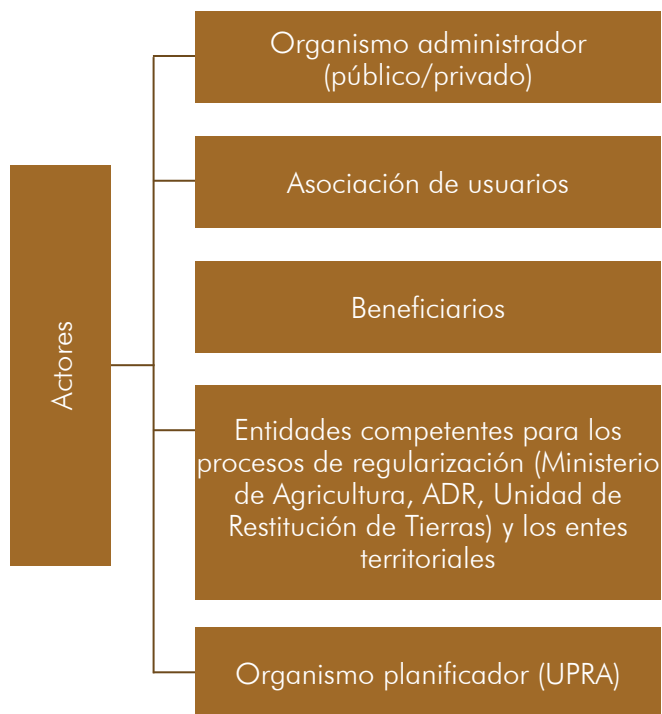 Actores
Organismo administrador
(público/privado)
Asociación de usuarios
Beneficiarios
Entidades competentes para los
procesos de regularización (Ministerio
de Agricultura, ADR, Unidad de
Restitución de Tierras) y los entes
territoriales
Organismo planificador (UPRA)